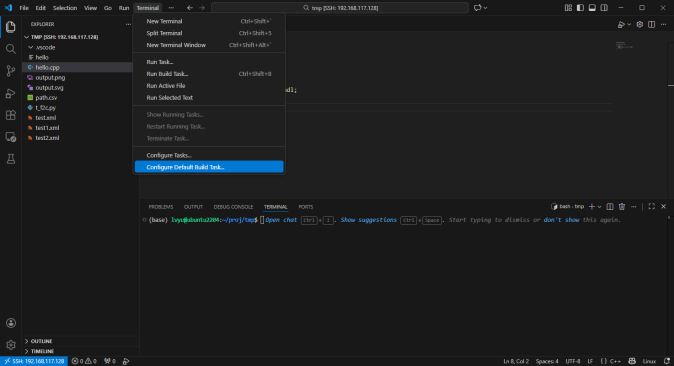 File Edit Selection View Go Run Terminal ··· tmp [SSH: 192.168.117.128]
EXPLORER ···
TMP [SSH: 192.168.117.128]
.vscode
hello
hello.cpp
output.png
output.svg
path.csv
t_f2c.py
test.xml
test1.xml
test2.xml
OUTLINE
TIMELINE
New Terminal Ctrl+Shift+`
Split Terminal Ctrl+Shift+5
New Terminal Window Ctrl+Shift+Alt+`
Run Task...
Run Build Task... Ctrl+Shift+B
Run Active File
Run Selected Text
Show Running Tasks...
Restart Running Task...
Terminate Task...
Configure Tasks...
Configure Default Build Task...
PROBLEMS OUTPUT DEBUG CONSOLE TERMINAL PORTS bash - tmp
(base) lvyu@ubuntu2204:~/proj/tmp$ Open chat Ctrl+I. Show suggestions Ctrl+Space. Start typing to dismiss or don't show this again.
SSH: 192.168.117.128 0 0 0 Ln 8, Col 2 Spaces: 4 UTF-8 LF {} C++ Linux